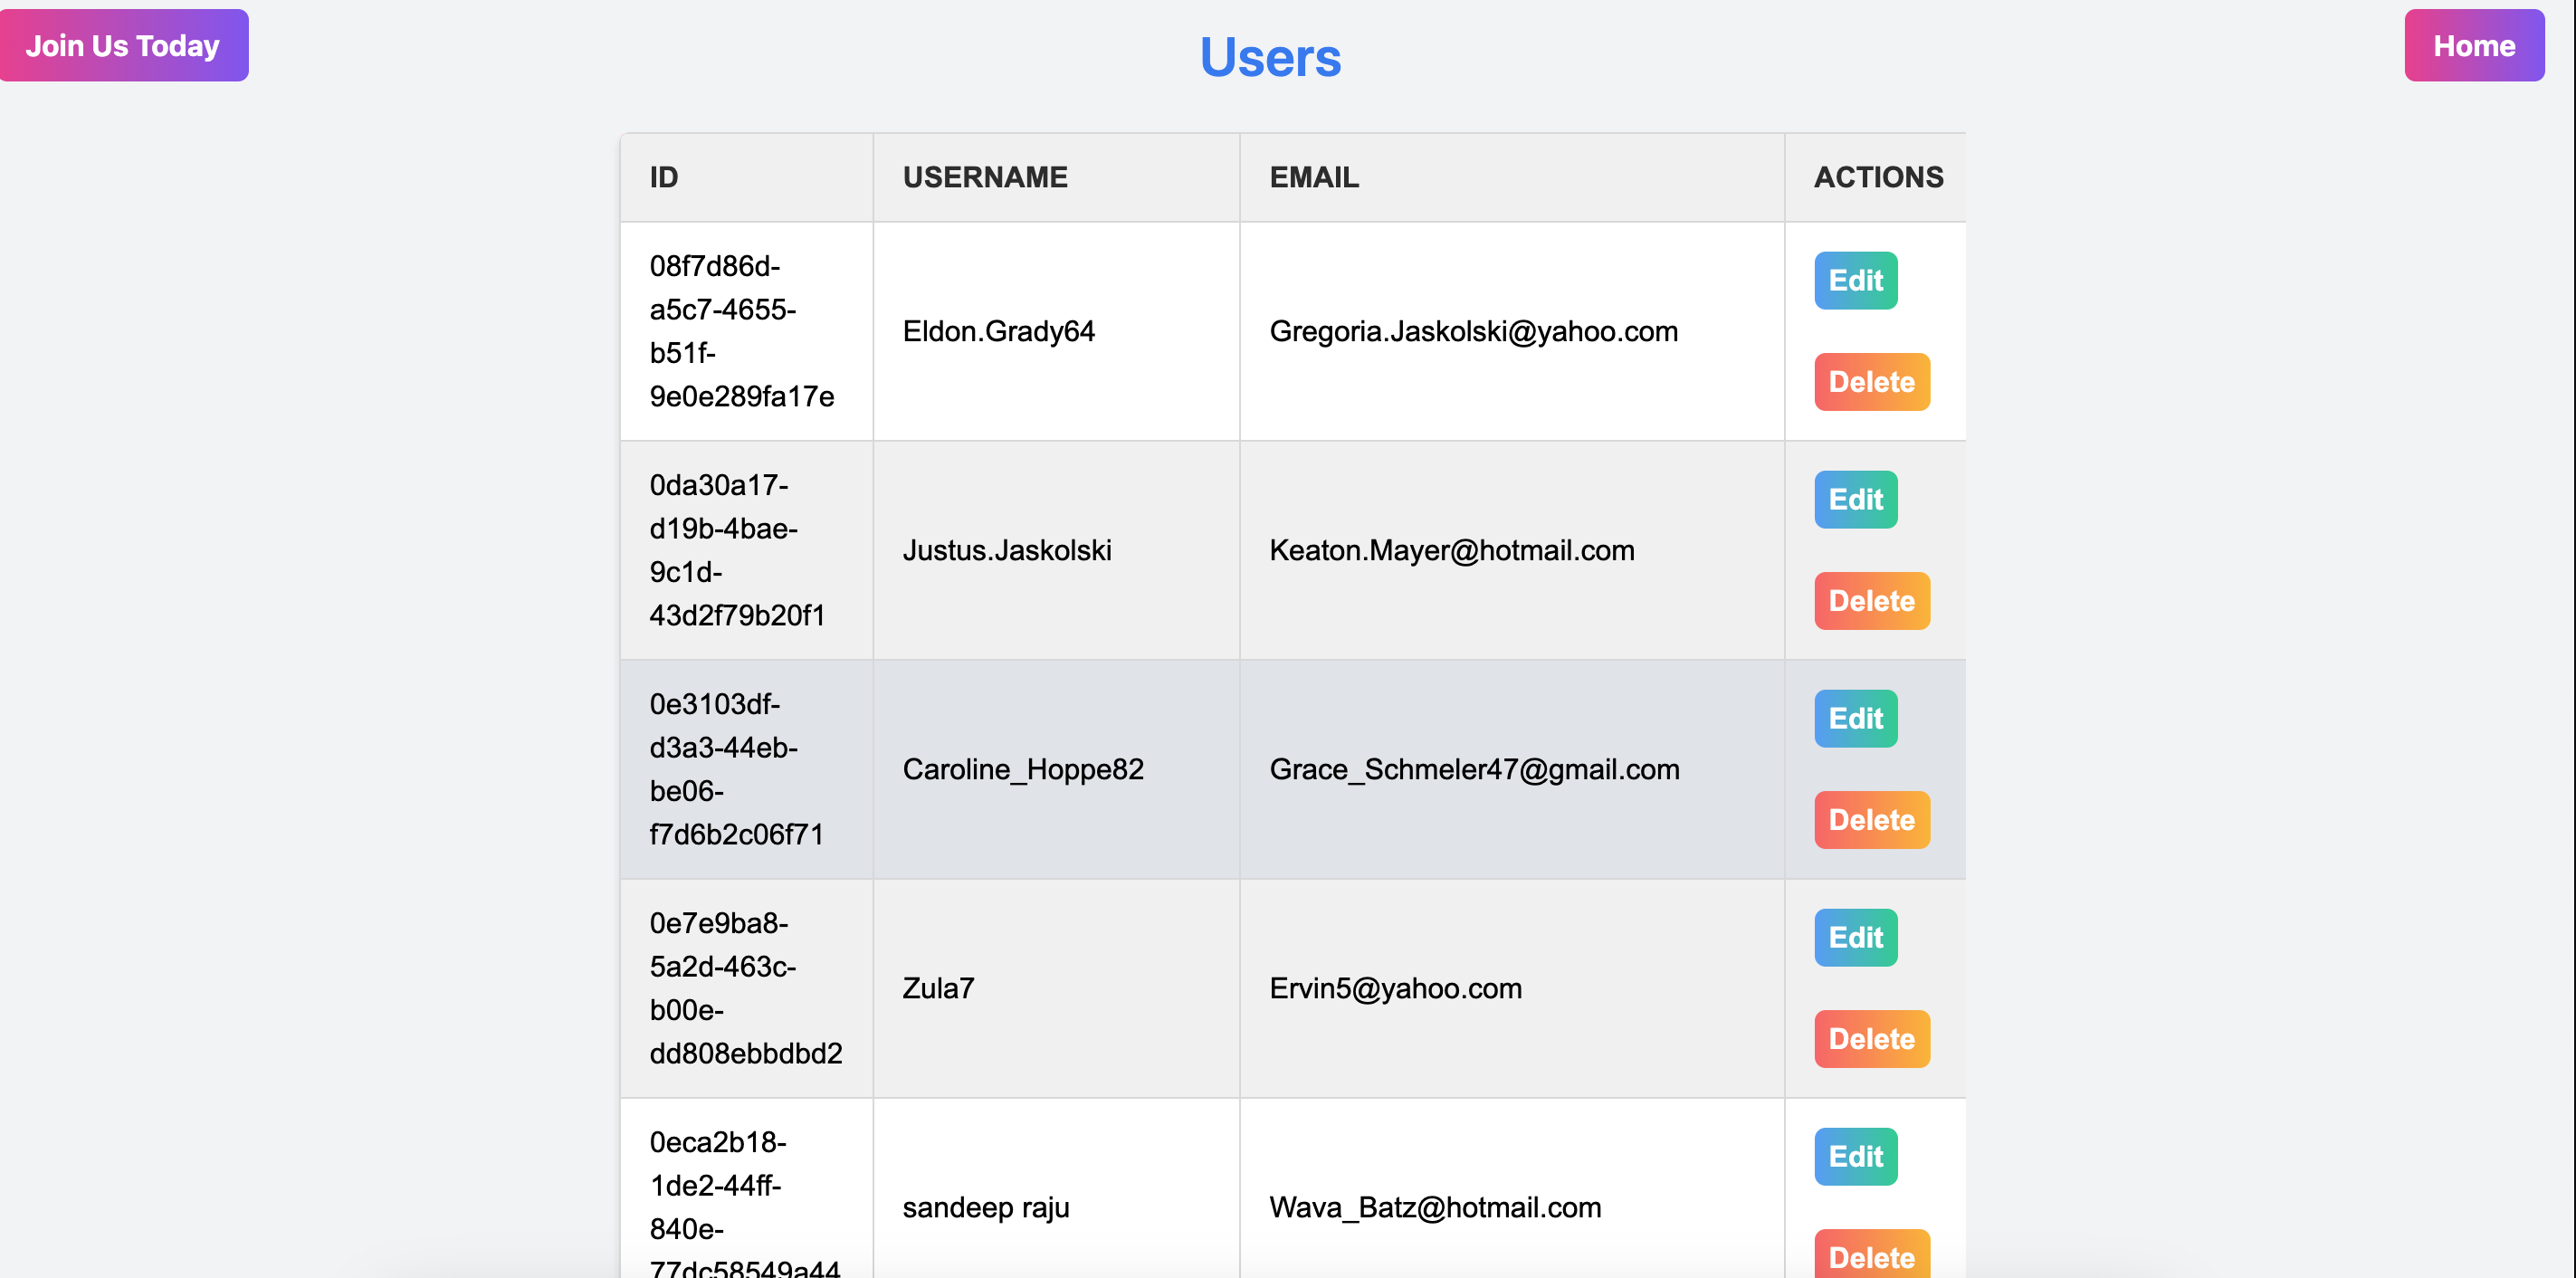 Join Us Today
Users
Home
ID USERNAME EMAIL ACTIONS
08f7d86d-
a5c7-4655-
b51f-
9e0e289fa17e
Eldon.Grady64
Gregoria.Jaskolski@yahoo.com
Edit
Delete
0da30a17-
d19b-4bae-
9c1d-
43d2f79b20f1
Justus.Jaskolski
Keaton.Mayer@hotmail.com
Edit
Delete
0e3103df-
d3a3-44eb-
be06-
f7d6b2c06f71
Caroline_Hoppe82
Grace_Schmeler47@gmail.com
Edit
Delete
0e7e9ba8-
5a2d-463c-
b00e-
dd808ebbdbd2
Zula7
Ervin5@yahoo.com
Edit
Delete
0eca2b18-
1de2-44ff-
840e-
77dc58549a44
sandeep raju
Wava_Batz@hotmail.com
Edit
Delete